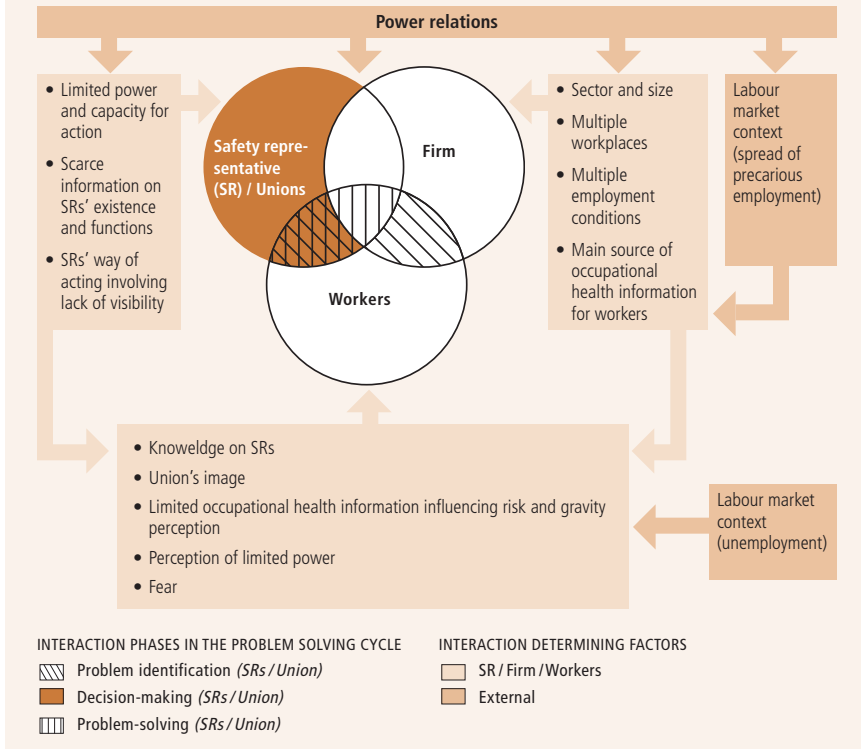 Power relations
• Limited power
and capacity for
action
• Scarce
information on
SRs' existence
and functions
• SRs' way of
acting involving
lack of visibility
Safety repre-
sentative
(SR) / Unions
Firm
Workers
• Sector and size
• Multiple
workplaces
• Multiple
employment
conditions
• Main source of
occupational
health information
for workers
Labour
market
context
(spread of
precarious
employment)
• Knoweldge on SRs
• Union's image
• Limited occupational health information influencing risk and gravity
perception
• Perception of limited power
• Fear
Labour market
context
(unemployment)
INTERACTION PHASES IN THE PROBLEM SOLVING CYCLE
Problem identification (SRs / Union)
Decision-making (SRs / Union)
Problem-solving (SRs / Union)
INTERACTION DETERMINING FACTORS
SR / Firm / Workers
External